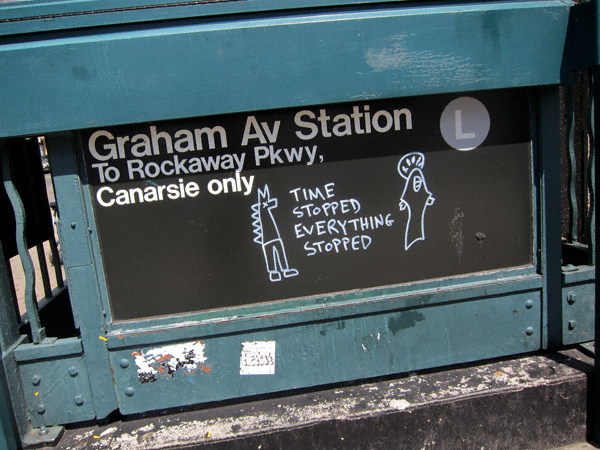 Graham Av Station
L
To Rockaway Pkwy,
Canarsie only
TIME
STOPPED
EVERYTHING
STOPPED